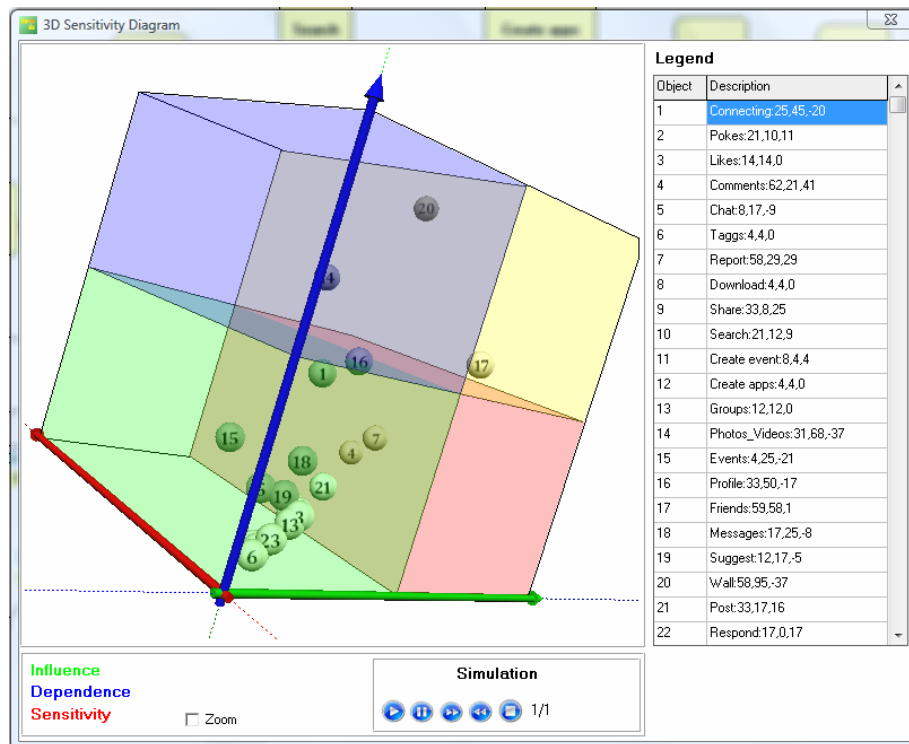 3D Sensitivity Diagram
Search
Create apps
Legend
Object Description
1 Connecting:25,45,-20
2 Pokes:21,10,11
3 Likes:14,14,0
4 Comments:62,21,41
5 Chat:8,17,-9
6 Taggs:4,4,0
7 Report:58,29,29
8 Download:4,4,0
9 Share:33,8,25
10 Search:21,12,9
11 Create event:8,4,4
12 Create apps:4,4,0
13 Groups:12,12,0
14 Photos_Videos:31,68,-37
15 Events:4,25,-21
16 Profile:33,50,-17
17 Friends:59,58,1
18 Messages:17,25,-8
19 Suggest:12,17,-5
20 Wall:58,95,-37
21 Post:33,17,16
22 Respond:17,0,17
20
16
17
1
15
7
4
18
21
19
3
13
23
6
Influence
Dependence
Sensitivity
Zoom
Simulation
1/1